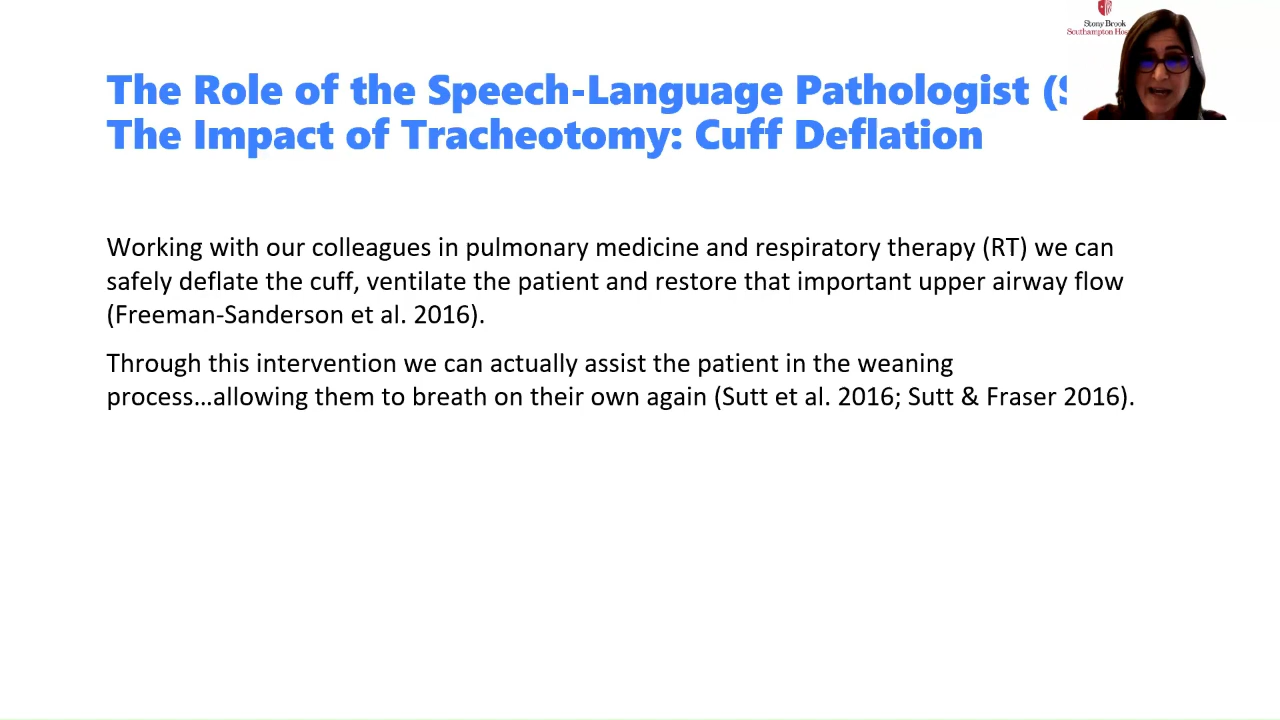 Stony Brook
Southampton Hos
The Role of the Speech-Language Pathologist (S
The Impact of Tracheotomy: Cuff Deflation
Working with our colleagues in pulmonary medicine and respiratory therapy (RT) we can
safely deflate the cuff, ventilate the patient and restore that important upper airway flow
(Freeman-Sanderson et al. 2016).
Through this intervention we can actually assist the patient in the weaning
process...allowing them to breath on their own again (Sutt et al. 2016; Sutt & Fraser 2016).